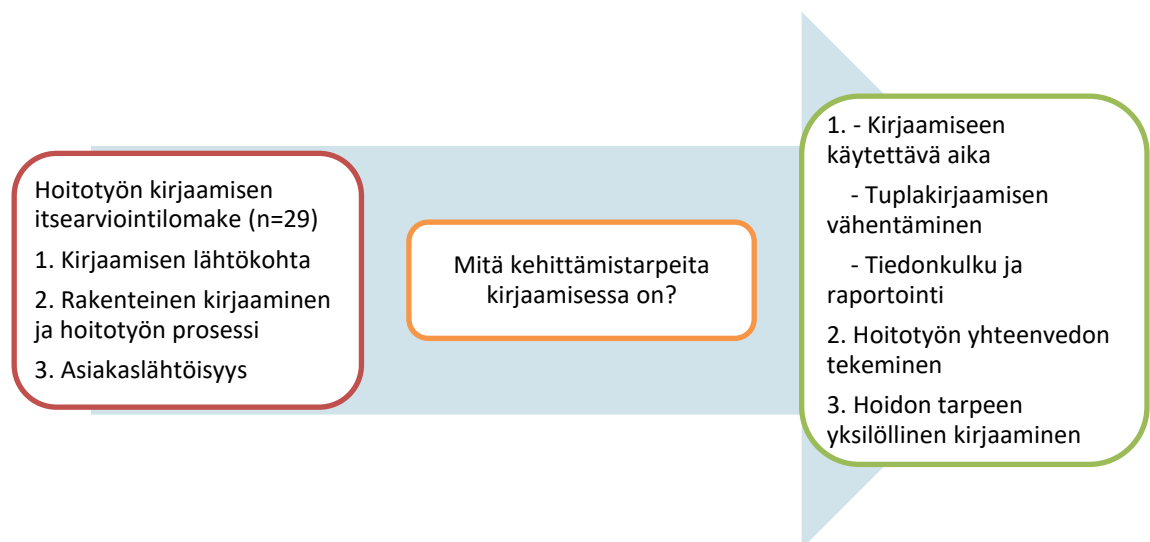 Hoitotyön kirjaamisen
itsearviointilomake (n=29)
1. Kirjaamisen lähtökohta
2. Rakenteinen kirjaaminen
ja hoitotyön prosessi
3. Asiakaslähtöisyys
Mitä kehittämistarpeita
kirjaamisessa on?
1. - Kirjaamiseen
käytettävä aika
- Tuplakirjaamisen
vähentäminen
- Tiedonkulku ja
raportointi
2. Hoitotyön yhteenvedon
tekeminen
3. Hoidon tarpeen
yksilöllinen kirjaaminen